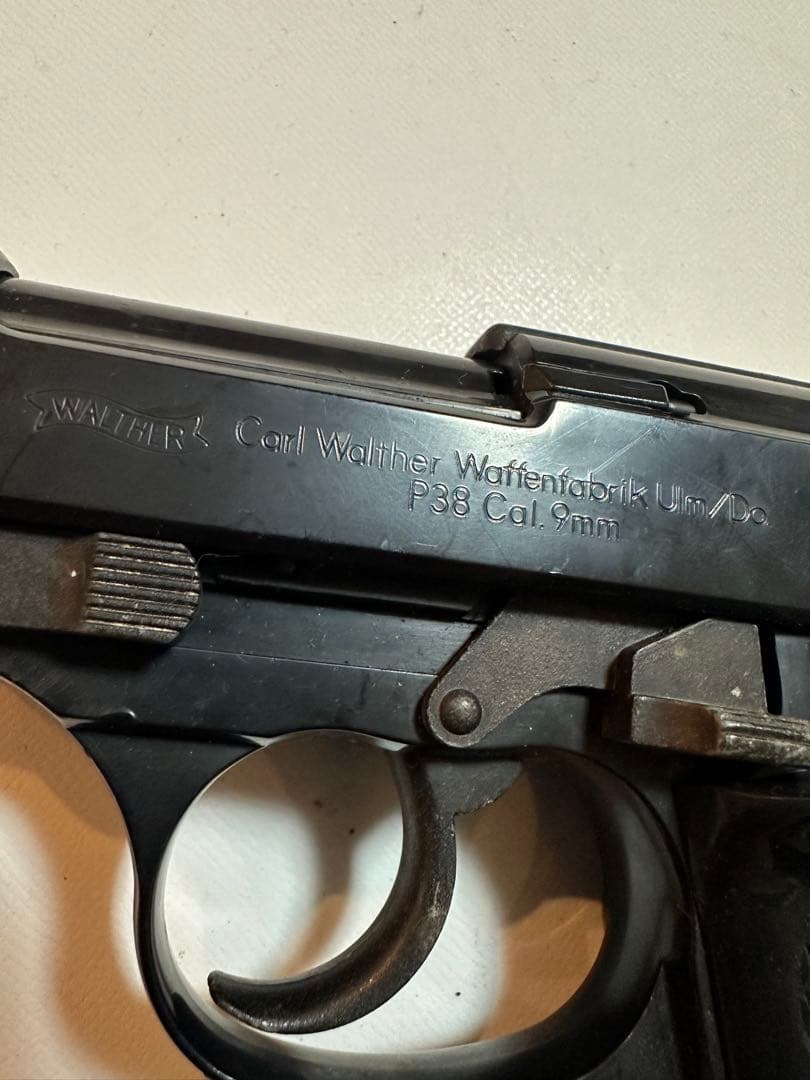 WALTHER
Carl Walther Waffenfabrik Ulm/Do.
P38 Cal. 9mm